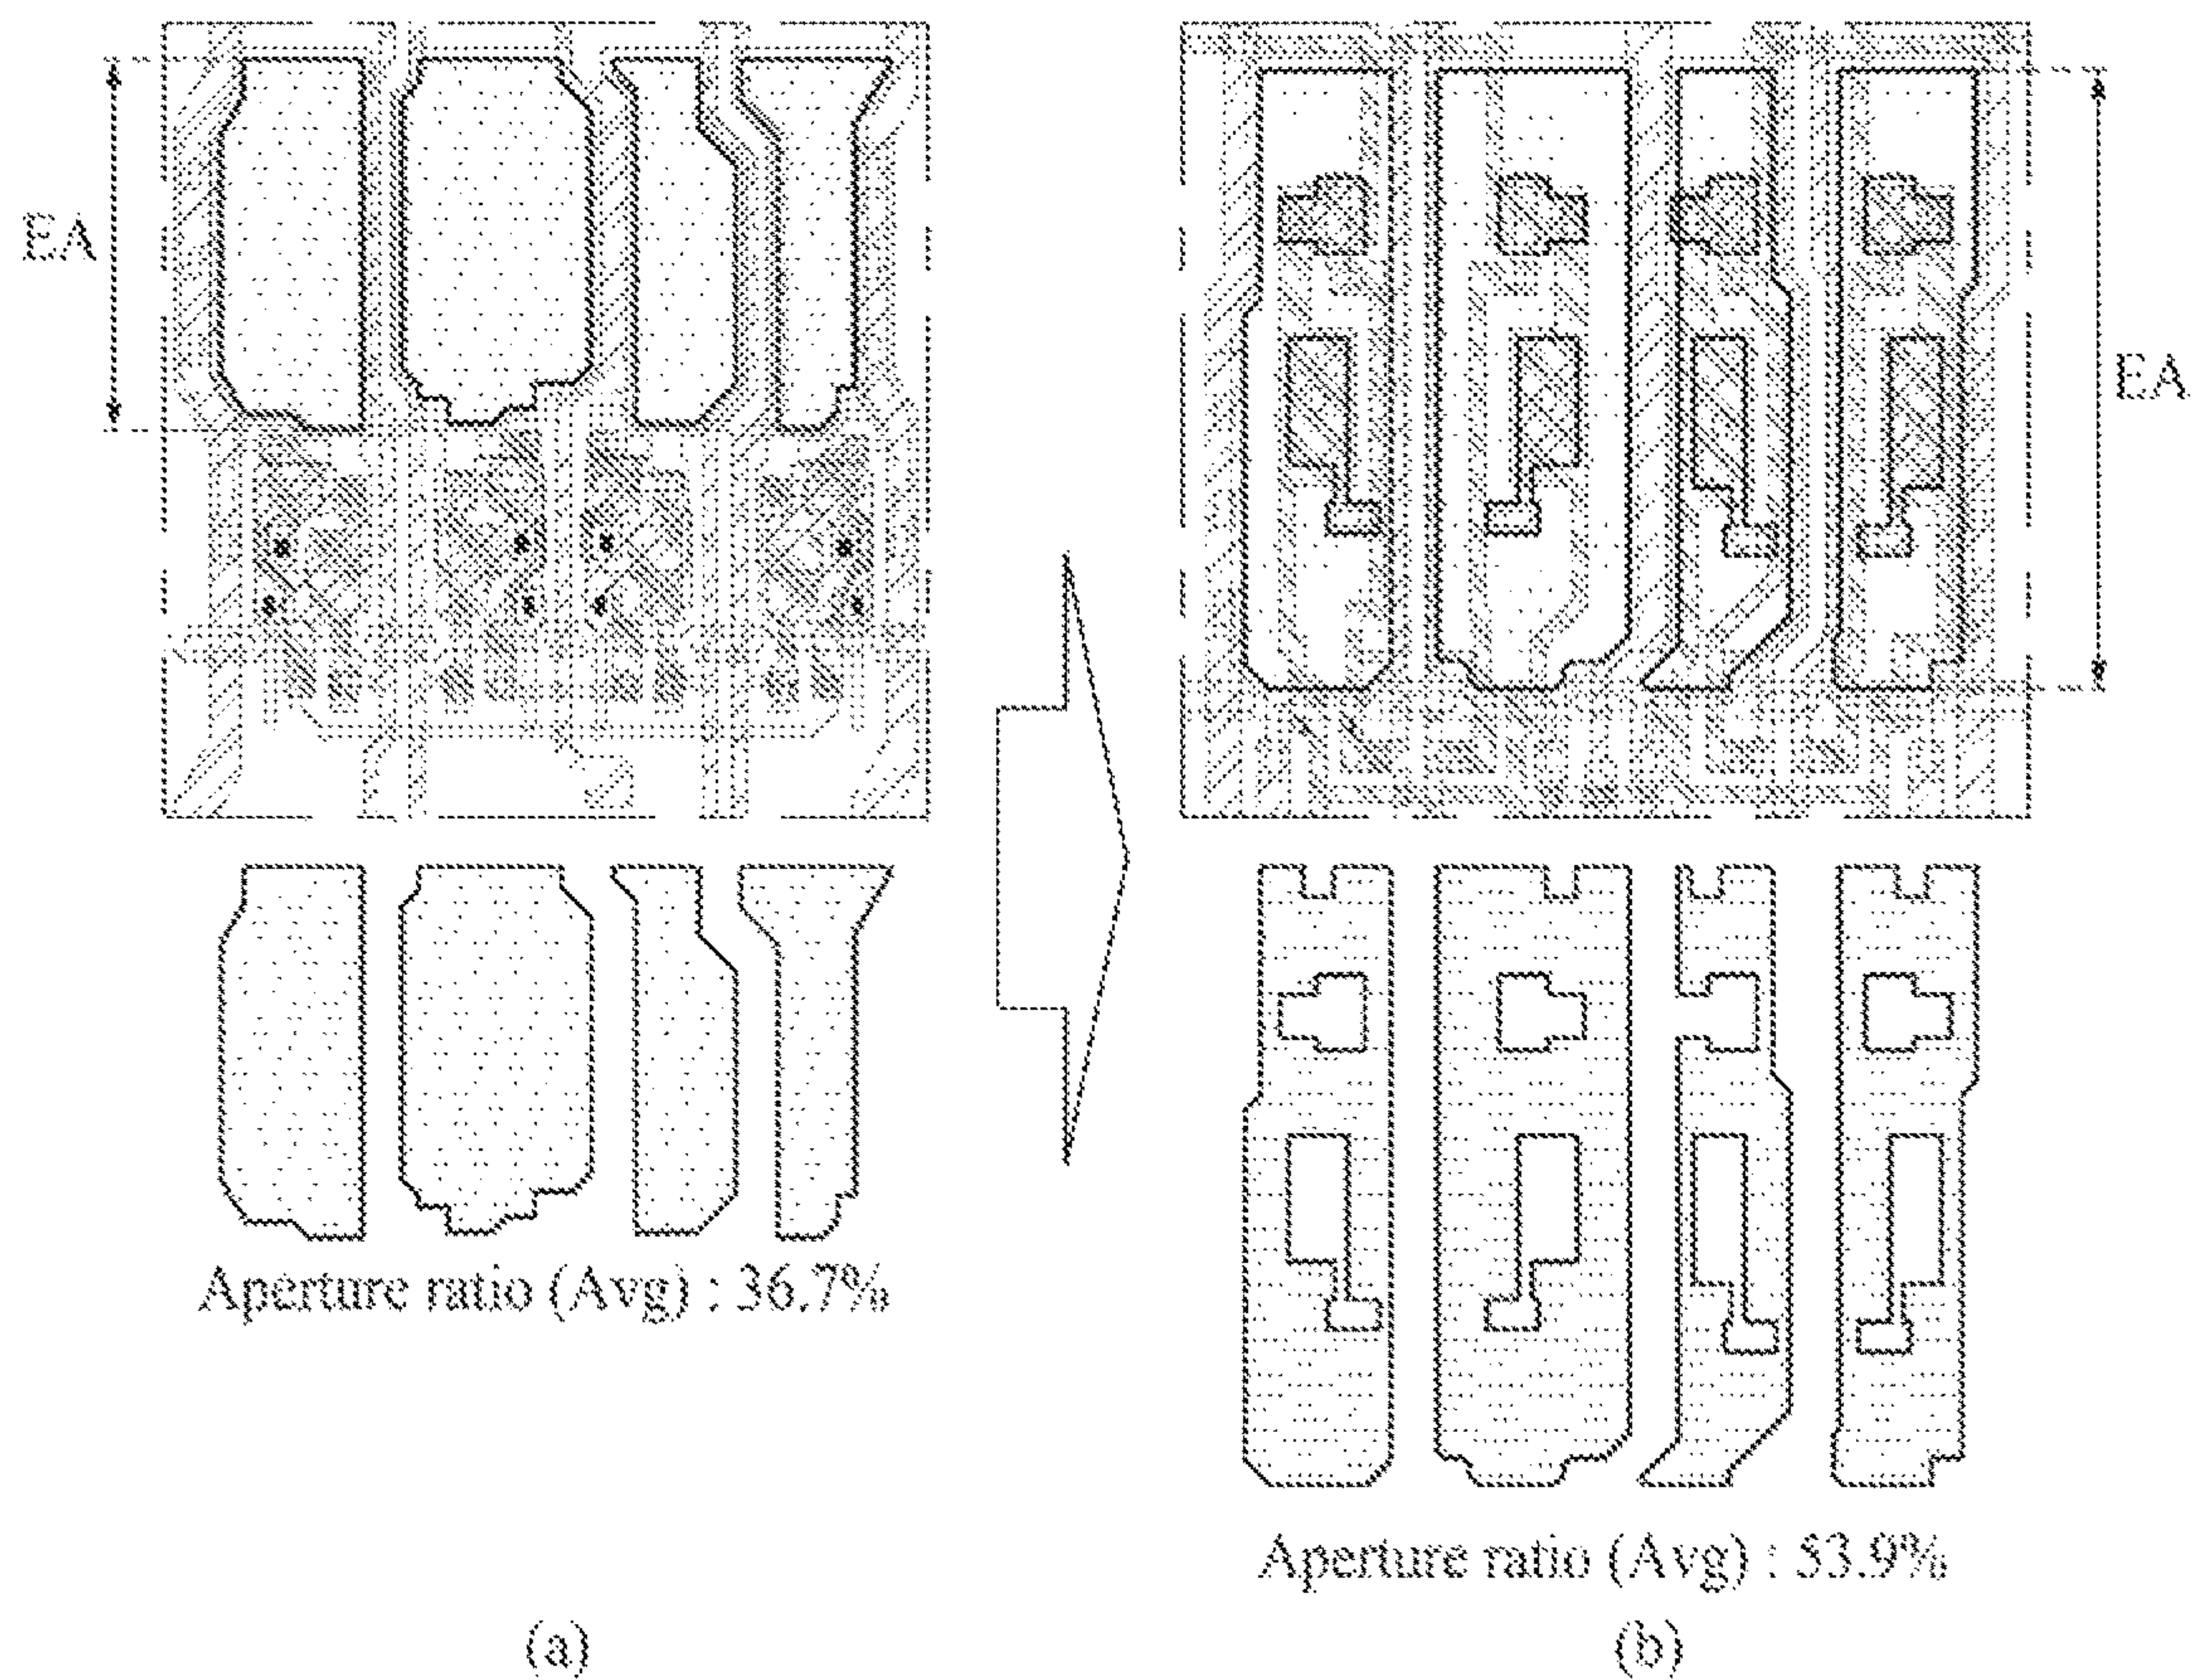 EA
EA
Aperture ratio (Avg) : 36.7%
Aperture ratio (Avg) : 53.9%
(a)
(b)